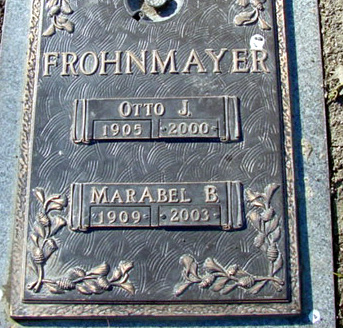 FROHNMAYER
OTTO J.
1905 2000
MARABEL B.
1909 2003